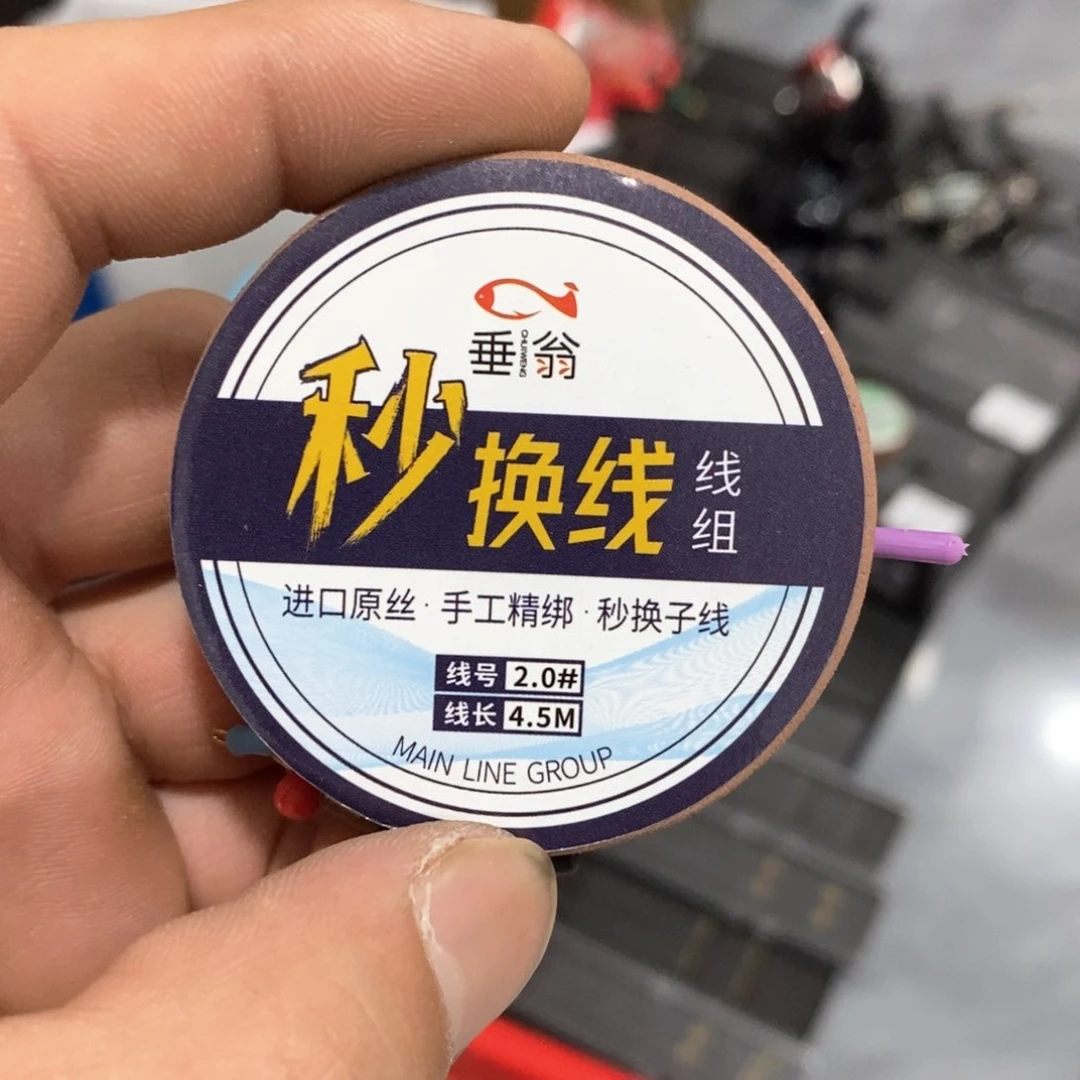 垂翁
CHUIWENG
秒换线
线组
进口原丝·手工精绑·秒换子线
线号 2.0#
线长 4.5M
MAIN LINE GROUP